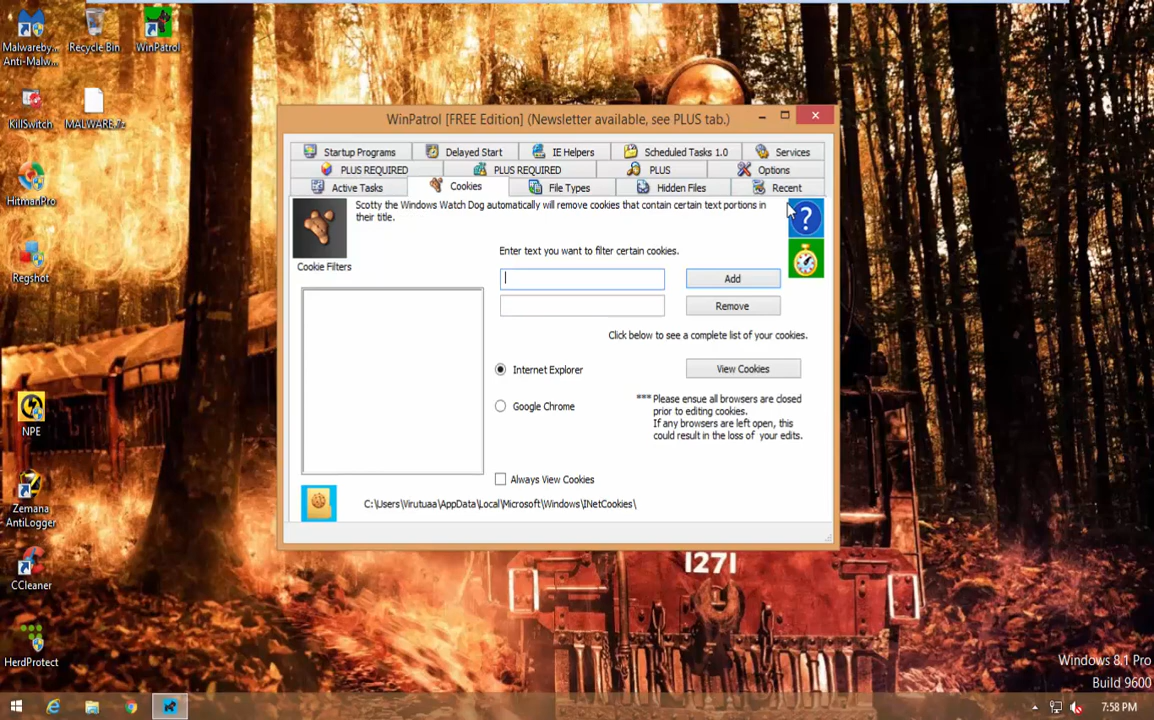 Malwareby...
Anti-Malw...
Recycle Bin
WinPatrol
KillSwitch
MALWARE.7z
HitmanPro
Regshot
NPE
Zemana
AntiLogger
CCleaner
HerdProtect
WinPatrol [FREE Edition] (Newsletter available, see PLUS tab.)
Startup Programs
Delayed Start
IE Helpers
Scheduled Tasks 1.0
Services
PLUS REQUIRED
PLUS REQUIRED
PLUS
Options
Active Tasks
Cookies
File Types
Hidden Files
Recent
Scotty the Windows Watch Dog automatically will remove cookies that contain certain text portions in
their title.
?
Cookie Filters
Enter text you want to filter certain cookies.
Add
Remove
Click below to see a complete list of your cookies.
Internet Explorer
View Cookies
Google Chrome
*** Please ensue all browsers are closed
prior to editing cookies.
If any browsers are left open, this
could result in the loss of your edits.
Always View Cookies
C:\Users\Virutuaa\AppData\Local\Microsoft\Windows\INetCookies\
1271
Windows 8.1 Pro
Build 9600
7:58 PM